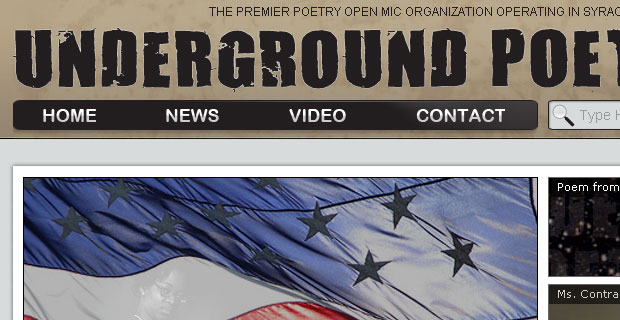 THE PREMIER POETRY OPEN MIC ORGANIZATION OPERATING IN SYRAC
UNDERGROUND POET
HOME NEWS VIDEO CONTACT
Type H
Poem from
Ms. Contra